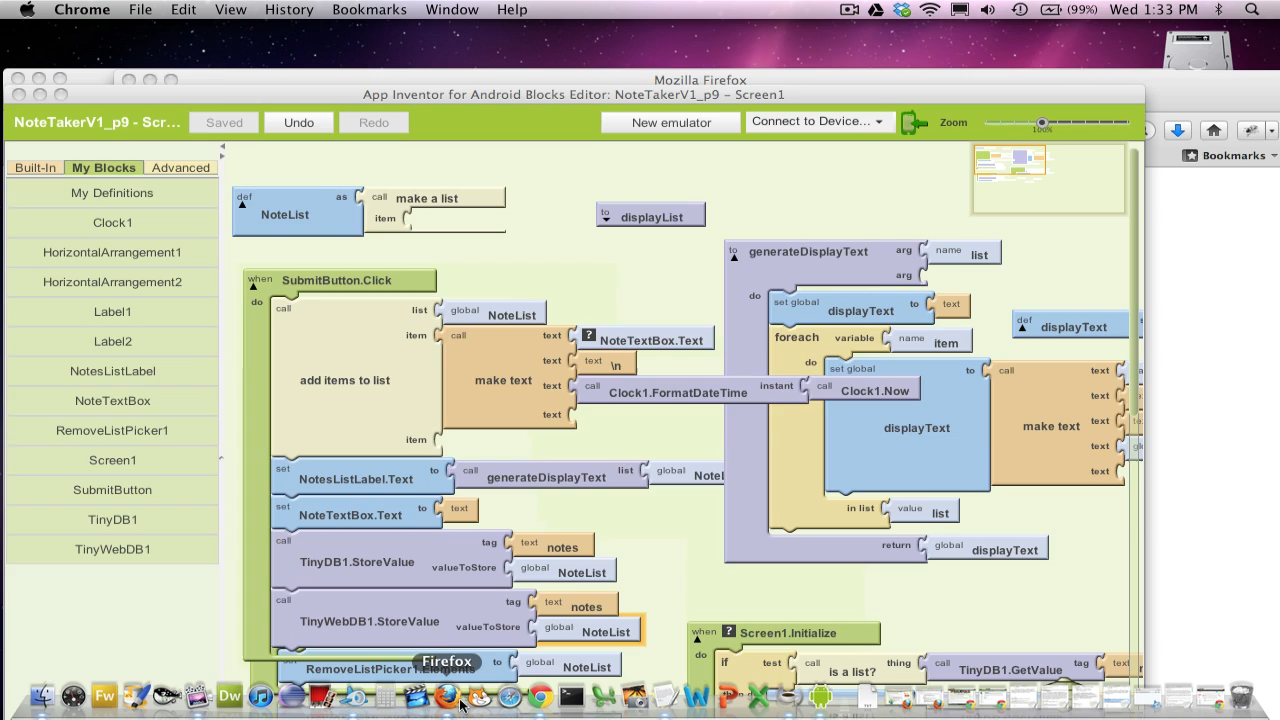 Chrome File Edit View History Bookmarks Window Help (99%) Wed 1:33 PM
Mozilla Firefox
App Inventor for Android Blocks Editor: NoteTakerV1_p9 - Screen1
NoteTakerV1_p9 - Scr... Saved Undo Redo New emulator Connect to Device... Zoom
100%
Bookmarks
Built-In My Blocks Advanced
My Definitions
Clock1
HorizontalArrangement1
HorizontalArrangement2
Label1
Label2
NotesListLabel
NoteTextBox
RemoveListPicker1
Screen1
SubmitButton
TinyDB1
TinyWebDB1
def NoteList as call make a list
item
to displayList
when SubmitButton.Click
do
call add items to list
list global NoteList
item call make text
text ? NoteTextBox.Text
text text \n
text call Clock1.FormatDateTime instant call Clock1.Now
text
item
set NotesListLabel.Text to call generateDisplayText list global NoteL
set NoteTextBox.Text to text
call TinyDB1.StoreValue
tag text notes
valueToStore global NoteList
call TinyWebDB1.StoreValue
tag text notes
valueToStore global NoteList
RemoveListPicker1.Elements to global NoteList
Firefox
to generateDisplayText arg name list
arg
do
set global displayText to text
foreach variable name item
do
set global displayText to call make text
text
text
text
text
text
in list value list
return global displayText
def displayText
when ? Screen1.Initialize
do
if test call is a list? thing call TinyDB1.GetValue tag text
Fw Dw